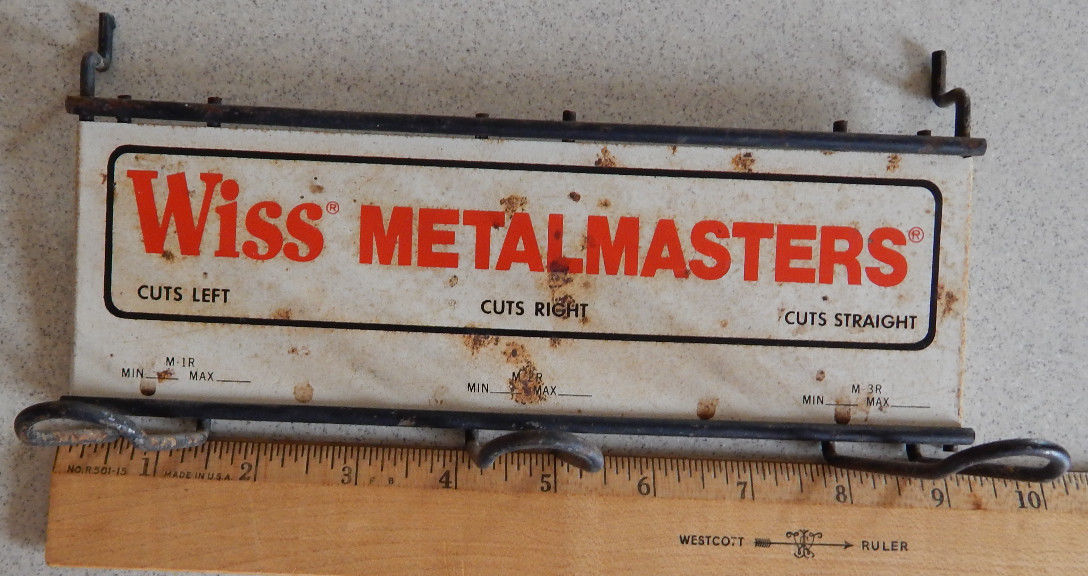 Wiss® METALMASTERS®
CUTS LEFT CUTS RIGHT CUTS STRAIGHT
M-1R M-3R
MIN MAX MIN MAX MIN MAX
1 2 3 4 5 6 7 8 9 10
NO.R501-15 MADE IN U.S.A. F B
WESTCOTT RULER